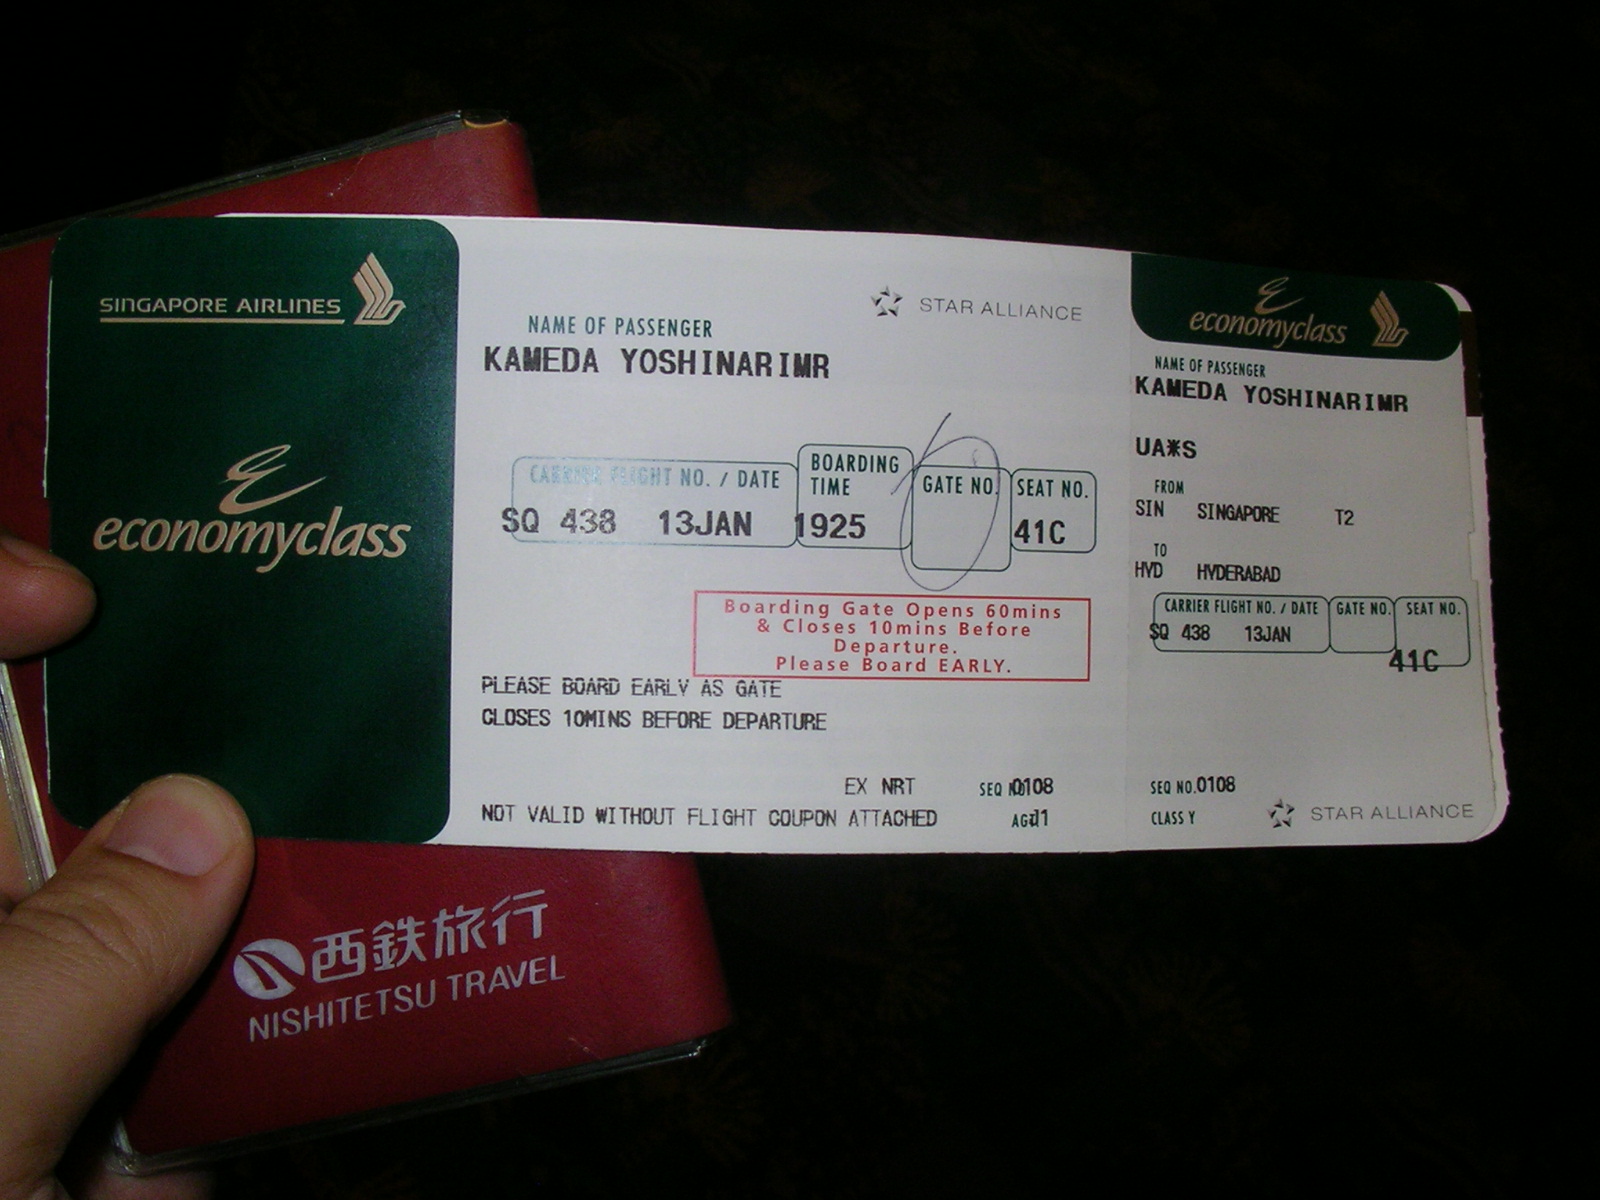 SINGAPORE AIRLINES
economyclass
STAR ALLIANCE
NAME OF PASSENGER
KAMEDA YOSHINARIMR
CARRIER FLIGHT NO. / DATE
BOARDING
TIME
GATE NO.
SEAT NO.
SQ 438 13JAN 1925 41C
Boarding Gate Opens 60mins
& Closes 10mins Before
Departure.
Please Board EARLY.
PLEASE BOARD EARLY AS GATE
CLOSES 10MINS BEFORE DEPARTURE
EX NRT SEQ NO. 0108
NOT VALID WITHOUT FLIGHT COUPON ATTACHED
economyclass
NAME OF PASSENGER
KAMEDA YOSHINARIMR
UA*S
FROM
SIN SINGAPORE T2
TO
HYD HYDERABAD
CARRIER FLIGHT NO. / DATE GATE NO. SEAT NO.
SQ 438 13JAN
41C
SEQ NO. 0108
CLASS Y
STAR ALLIANCE
西鉄旅行
NISHITETSU TRAVEL